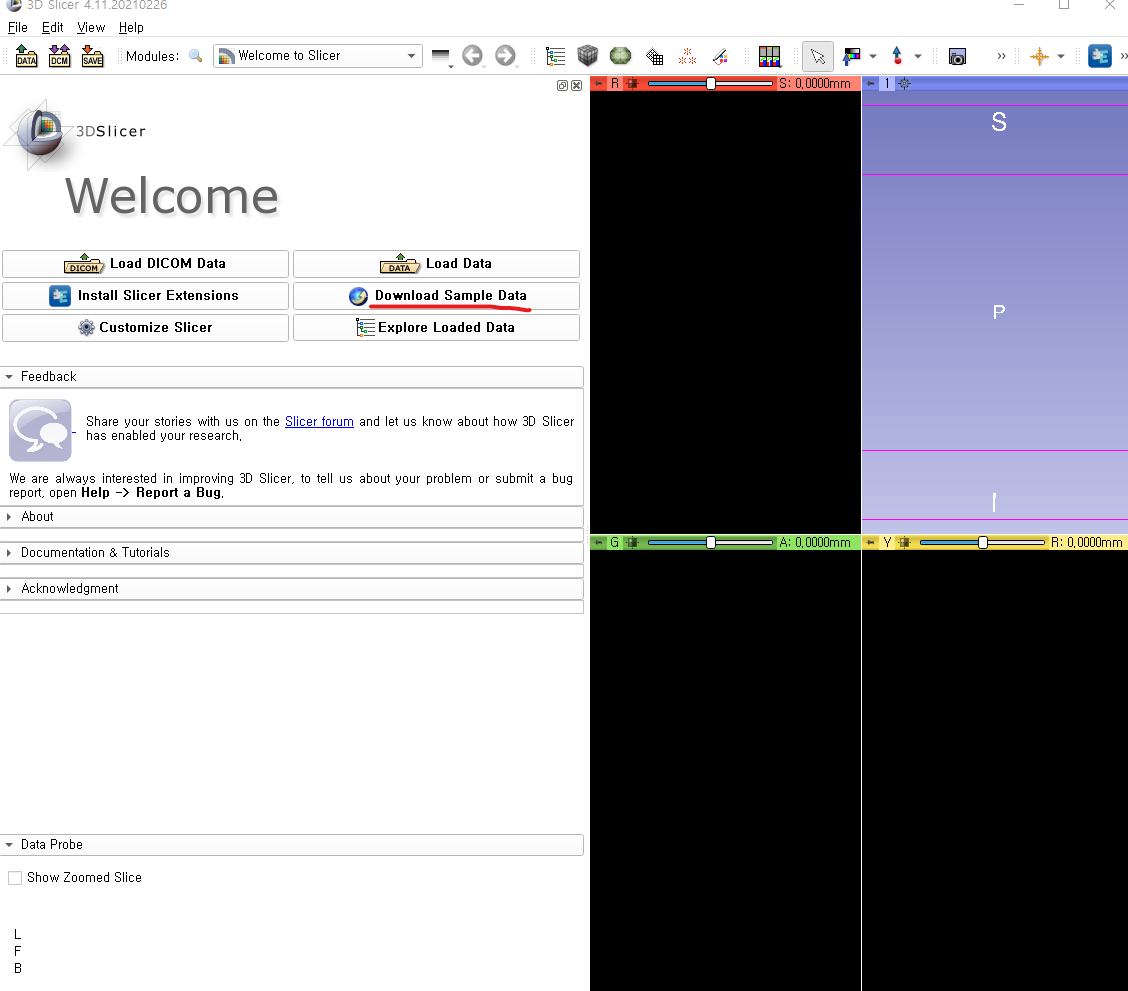 3D Slicer 4.11.20210226
File Edit View Help
DATA DCM SAVE Modules: Welcome to Slicer »  »
R S: 0,0000mm 1
3DSlicer
S
Welcome
DICOM Load DICOM Data DATA Load Data
Install Slicer Extensions Download Sample Data
P
Customize Slicer Explore Loaded Data
Feedback
Share your stories with us on the Slicer forum and let us know about how 3D Slicer
has enabled your research,
We are always interested in improving 3D Slicer, to tell us about your problem or submit a bug
report, open Help -> Report a Bug,
I
About
G A: 0,0000mm Y R: 0,0000mm
Documentation & Tutorials
Acknowledgment
Data Probe
Show Zoomed Slice
L
F
B